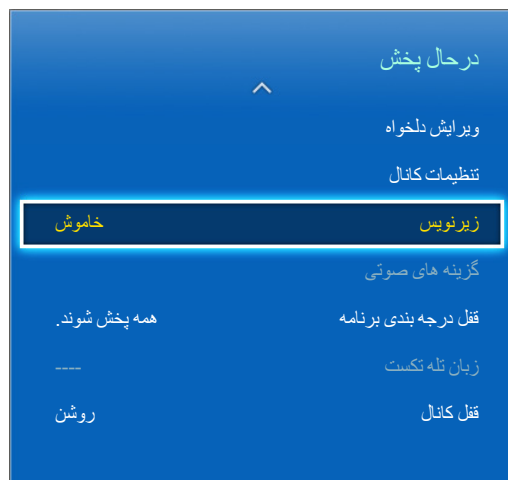 درحال پخش
ویرایش دلخواه
تنظیمات کانال
زیرنویس خاموش
گزینه های صوتی
قفل درجه بندی برنامه همه پخش شوند.
زبان تله تکست ----
قفل کانال روشن